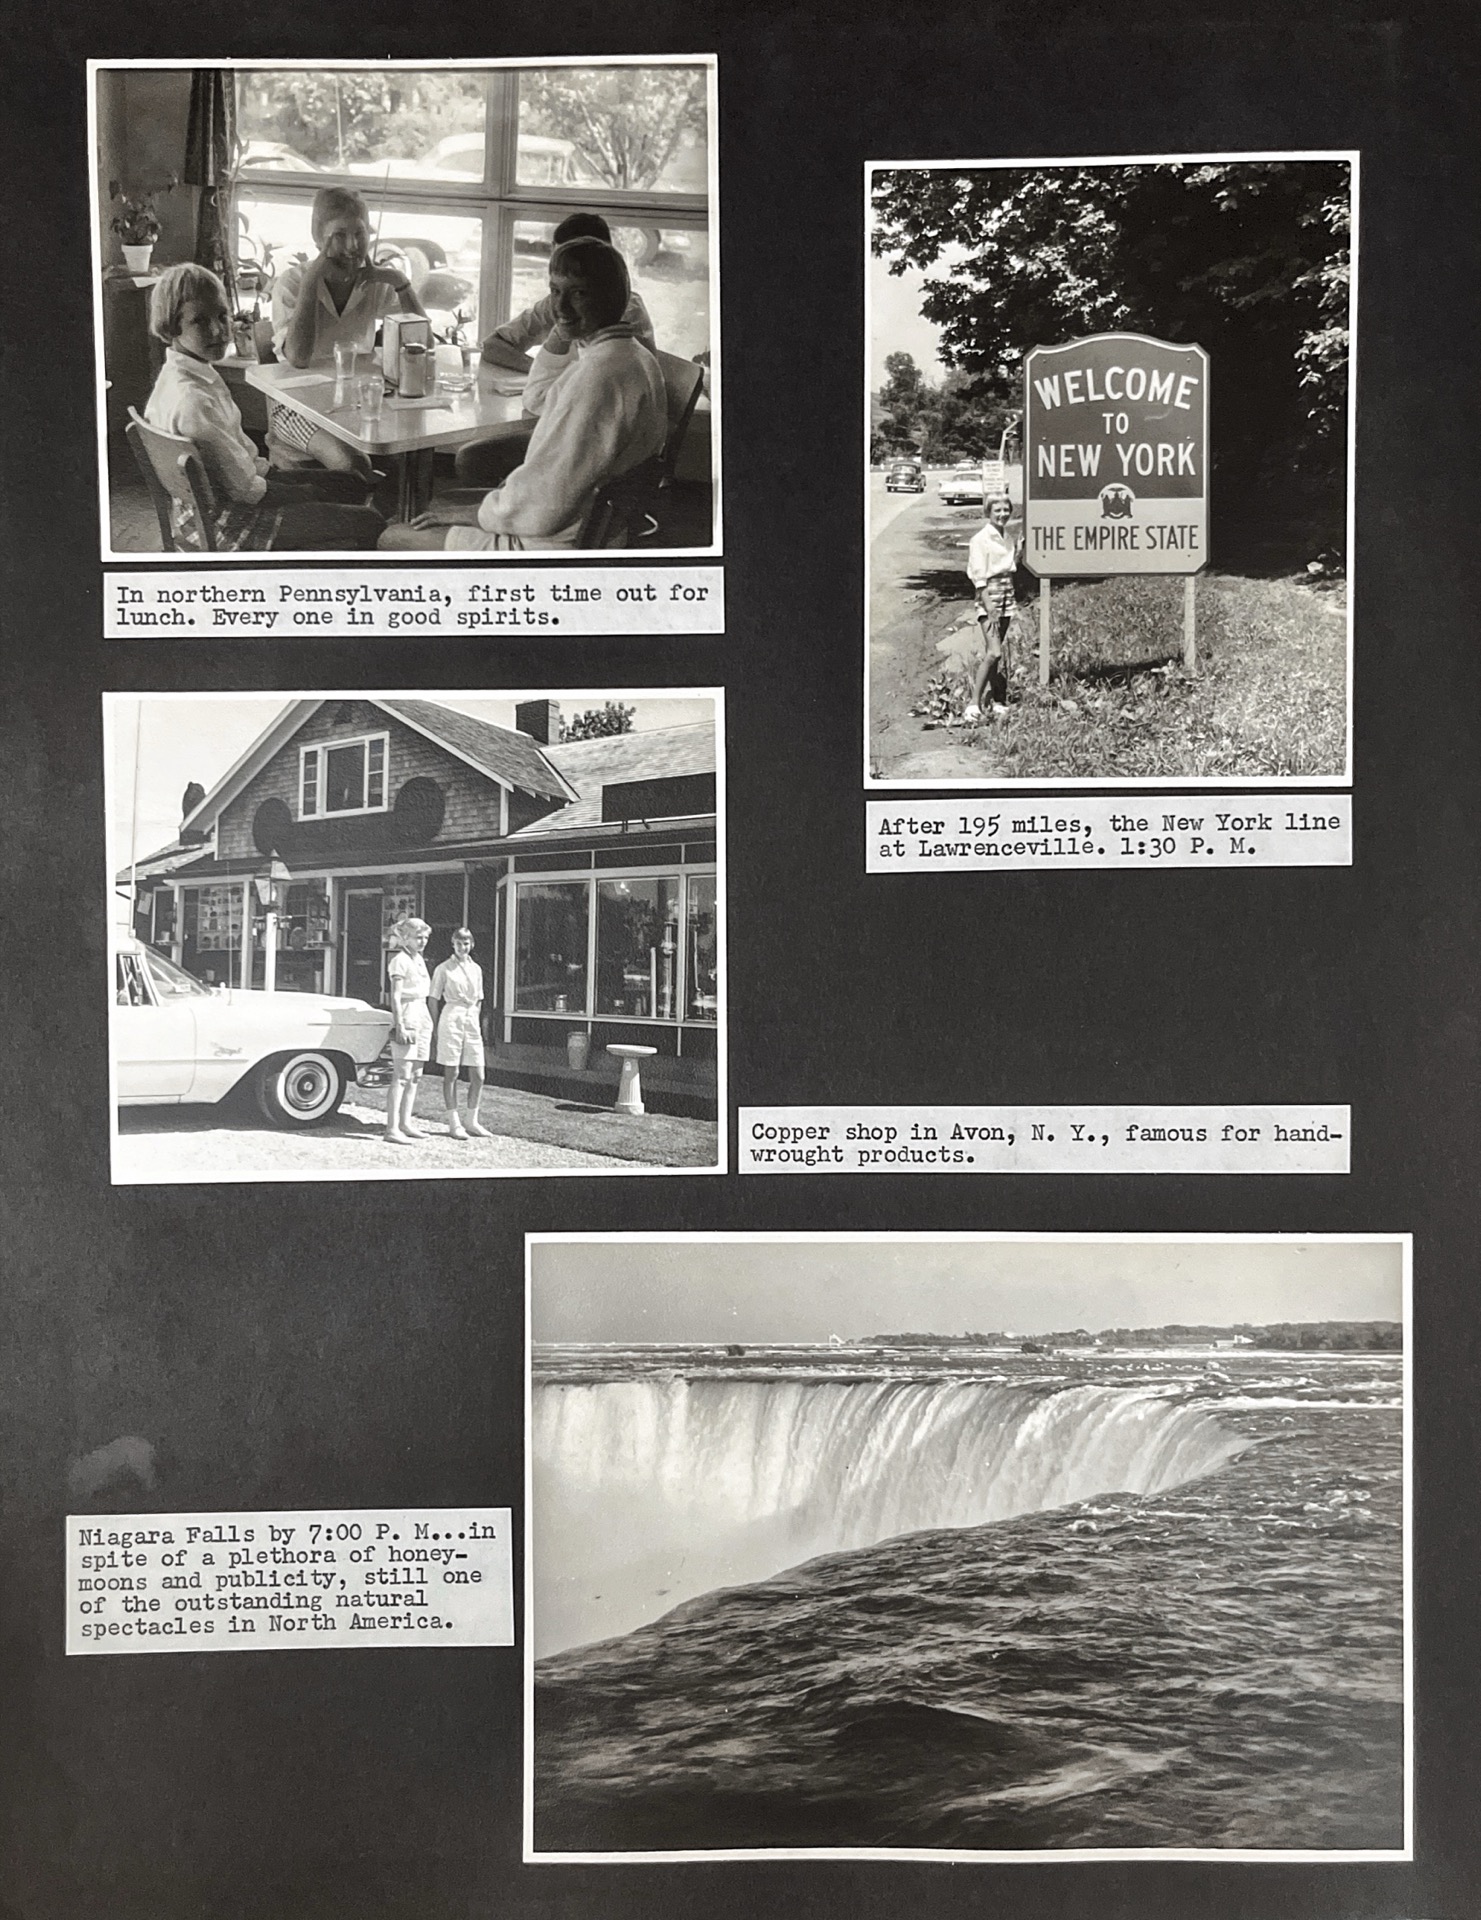 In northern Pennsylvania, first time out for
lunch. Every one in good spirits.
WELCOME
TO
NEW YORK
THE EMPIRE STATE
After 195 miles, the New York line
at Lawrenceville. 1:30 P. M.
Copper shop in Avon, N. Y., famous for hand-
wrought products.
Niagara Falls by 7:00 P. M...in
spite of a plethora of honey-
moons and publicity, still one
of the outstanding natural
spectacles in North America.